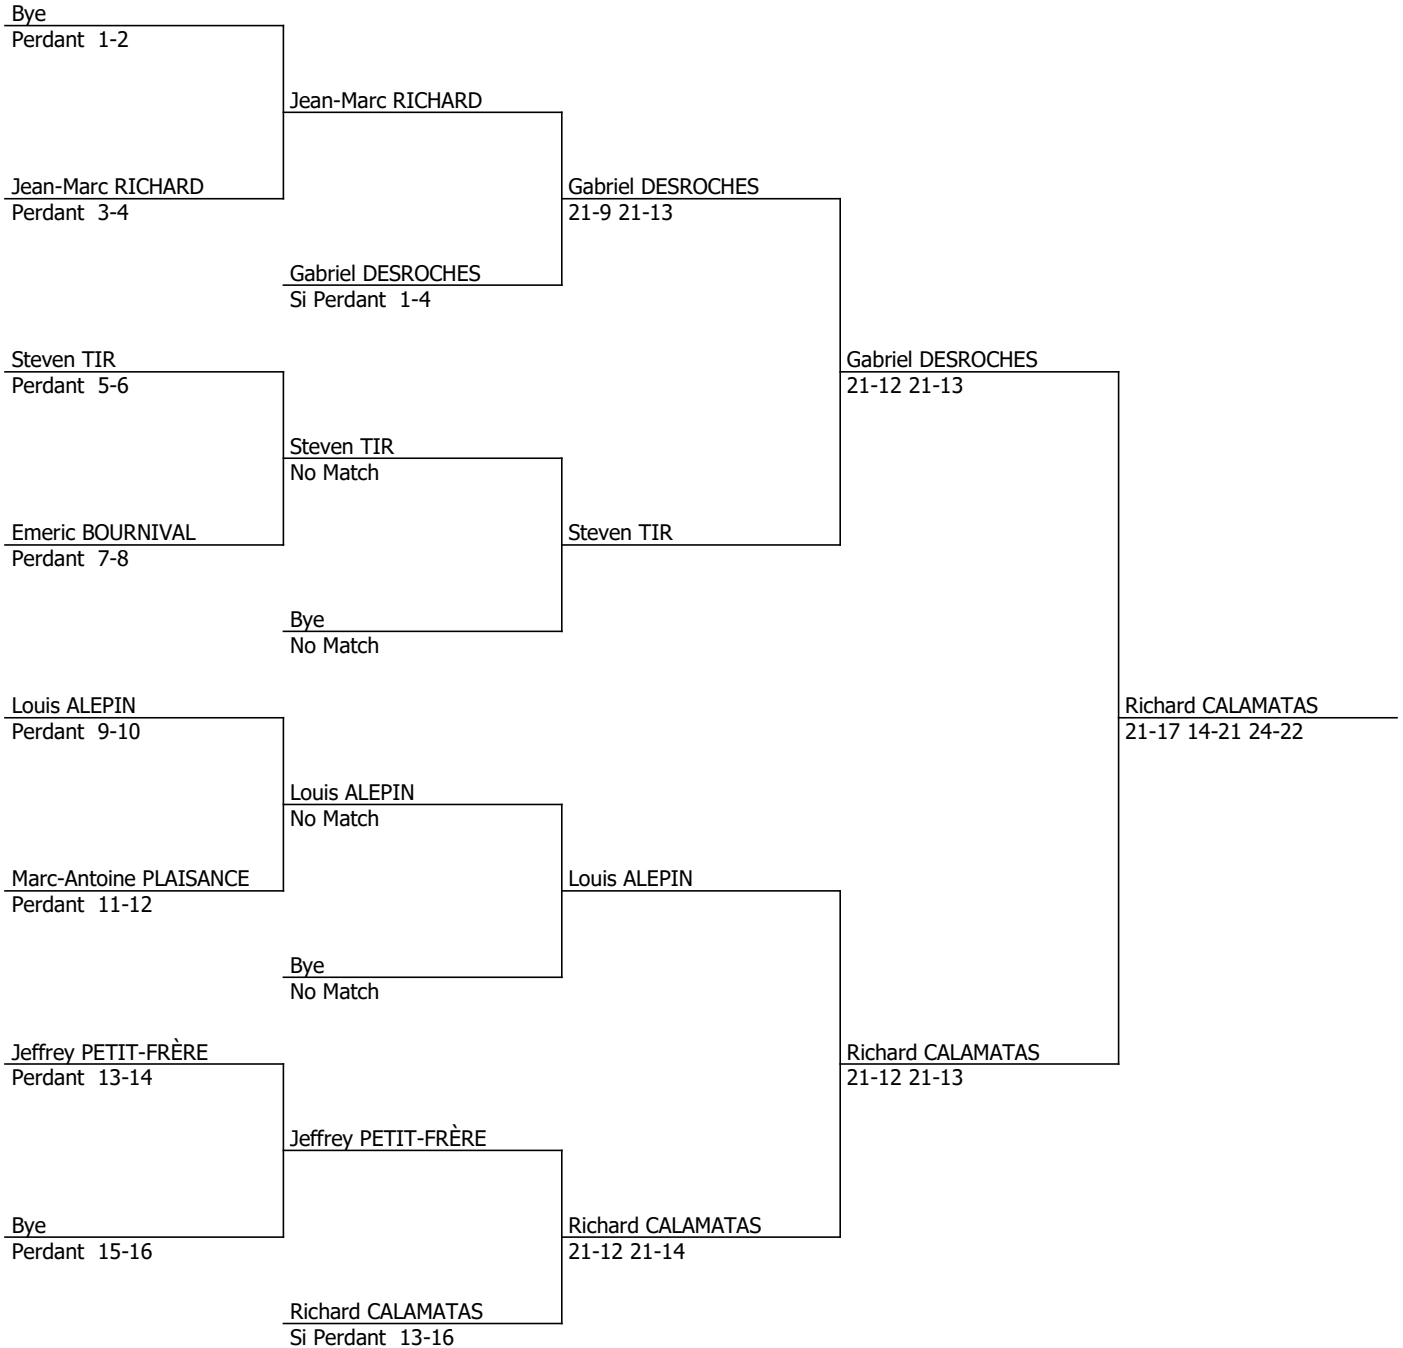 Bye
Perdant 1-2
Jean-Marc RICHARD
Jean-Marc RICHARD
Perdant 3-4
Gabriel DESROCHES
21-9 21-13
Gabriel DESROCHES
Si Perdant 1-4
Steven TIR
Perdant 5-6
Gabriel DESROCHES
21-12 21-13
Steven TIR
No Match
Emeric BOURNIVAL
Perdant 7-8
Steven TIR
Bye
No Match
Louis ALEPIN
Perdant 9-10
Richard CALAMATAS
21-17 14-21 24-22
Louis ALEPIN
No Match
Marc-Antoine PLAISANCE
Perdant 11-12
Louis ALEPIN
Bye
No Match
Jeffrey PETIT-FRÈRE
Perdant 13-14
Richard CALAMATAS
21-12 21-13
Jeffrey PETIT-FRÈRE
Bye
Perdant 15-16
Richard CALAMATAS
21-12 21-14
Richard CALAMATAS
Si Perdant 13-16